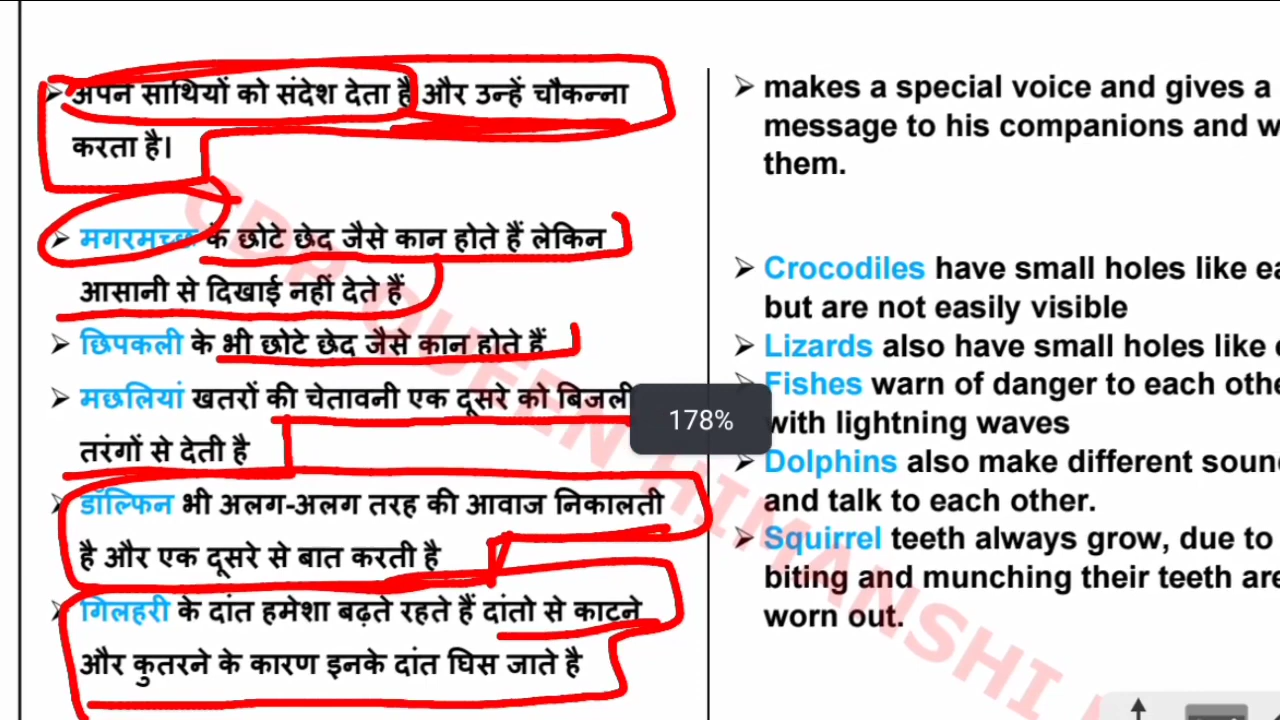 ➢ अपने साथियों को संदेश देता है और उन्हें चौकन्ना
करता है।
➢ मगरमच्छ के छोटे छेद जैसे कान होते हैं लेकिन
आसानी से दिखाई नहीं देते हैं
➢ छिपकली के भी छोटे छेद जैसे कान होते हैं
➢ मछलियां खतरों की चेतावनी एक दूसरे को बिजली
तरंगों से देती है
➢ डॉल्फिन भी अलग-अलग तरह की आवाज निकालती
है और एक दूसरे से बात करती है
➢ गिलहरी के दांत हमेशा बढ़ते रहते हैं दांतो से काटने
और कुतरने के कारण इनके दांत घिस जाते है
➢ makes a special voice and gives a
message to his companions and
them.
➢ Crocodiles have small holes like
but are not easily visible
➢ Lizards also have small holes like
➢ Fishes warn of danger to each
with lightning waves
➢ Dolphins also make different
and talk to each other.
➢ Squirrel teeth always grow, due to
biting and munching their teeth
worn out.
178%
CDP QUEEN HIMANSHI